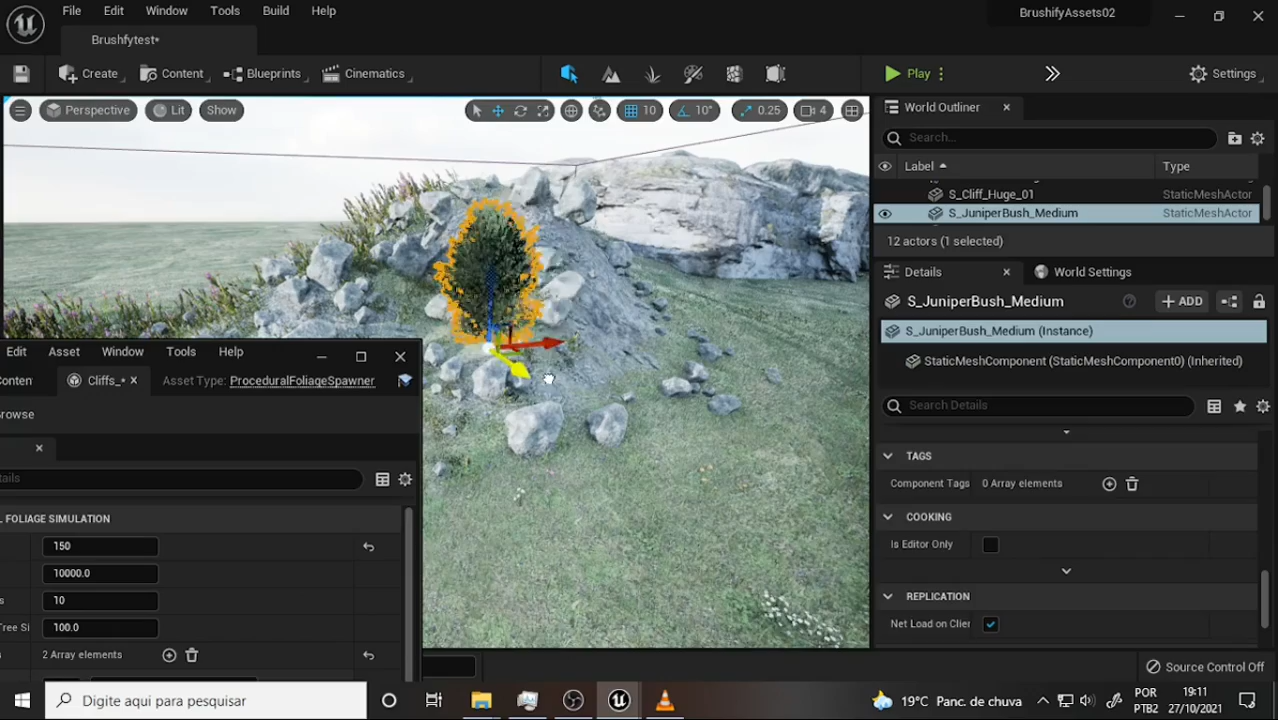 File Edit Window Tools Build Help
BrushifyAssets02
Brushfytest*
Create Content Blueprints Cinematics Play Settings
Perspective Lit Show 10 10° 0.25 4
World Outliner
Search...
Label Type
S_Cliff_Huge_01 StaticMeshActor
S_JuniperBush_Medium StaticMeshActor
12 actors (1 selected)
Details World Settings
S_JuniperBush_Medium ADD
S_JuniperBush_Medium (Instance)
StaticMeshComponent (StaticMeshComponent0) (Inherited)
Search Details
TAGS
Component Tags 0 Array elements
COOKING
Is Editor Only
REPLICATION
Net Load on Clier
Source Control Off
Edit Asset Window Tools Help
Conten Cliffs_* Asset Type: ProceduralFoliageSpawner
owse
tails
FOLIAGE SIMULATION
150
10000.0
s 10
Tree Si 100.0
s 2 Array elements
Digite aqui para pesquisar
19°C Panc. de chuva
POR
PTB2
19:11
27/10/2021